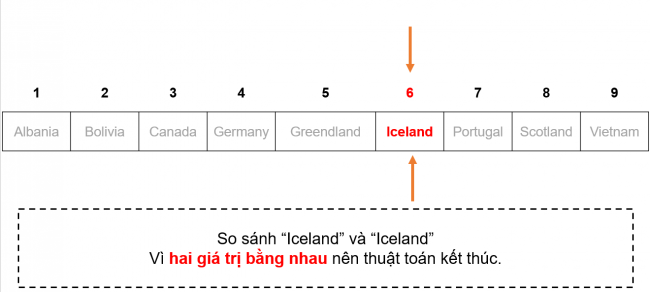 1 2 3 4 5 6 7 8 9
Albania Bolivia Canada Germany Greendland Iceland Portugal Scotland Vietnam
So sánh “Iceland” và “Iceland”
Vì hai giá trị bằng nhau nên thuật toán kết thúc.